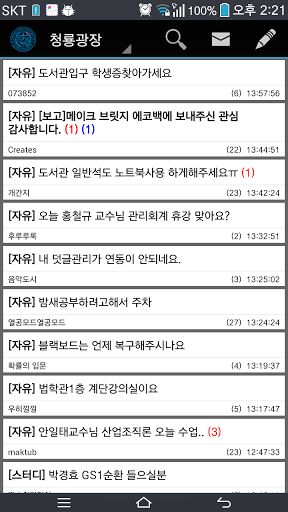 SKT 오후 2:21
청룡광장
[자유] 도서관입구 학생증찾아가세요
073852 (6) 13:57:56
[자유] [보고]메이크 브릿지 에코백에 보내주신 관심
감사합니다. (1) (1)
Creates (22) 13:44:51
[자유] 도서관 일반석도 노트북사용 하게해주세요ㅠ (1)
개간지 (23) 13:42:24
[자유] 오늘 홍철규 교수님 관리회계 휴강 맞아요?
후루루룩 (2) 13:32:51
[자유] 내 덧글관리가 연동이 안되네요.
음악도시 (3) 13:25:02
[자유] 밤새공부하려고해서 주차
열공모드열공모드 (27) 13:24:24
[자유] 블랙보드는 언제 복구해주시나요
확률의 입문 (3) 13:19:37
[자유] 법학관1층 계단강의실이요
우히낄낄 (3) 13:17:47
[자유] 안일태교수님 산업조직론 오늘 수업.. (3)
maktub (23) 12:47:33
[스터디] 박경효 GS1순환 들으실분